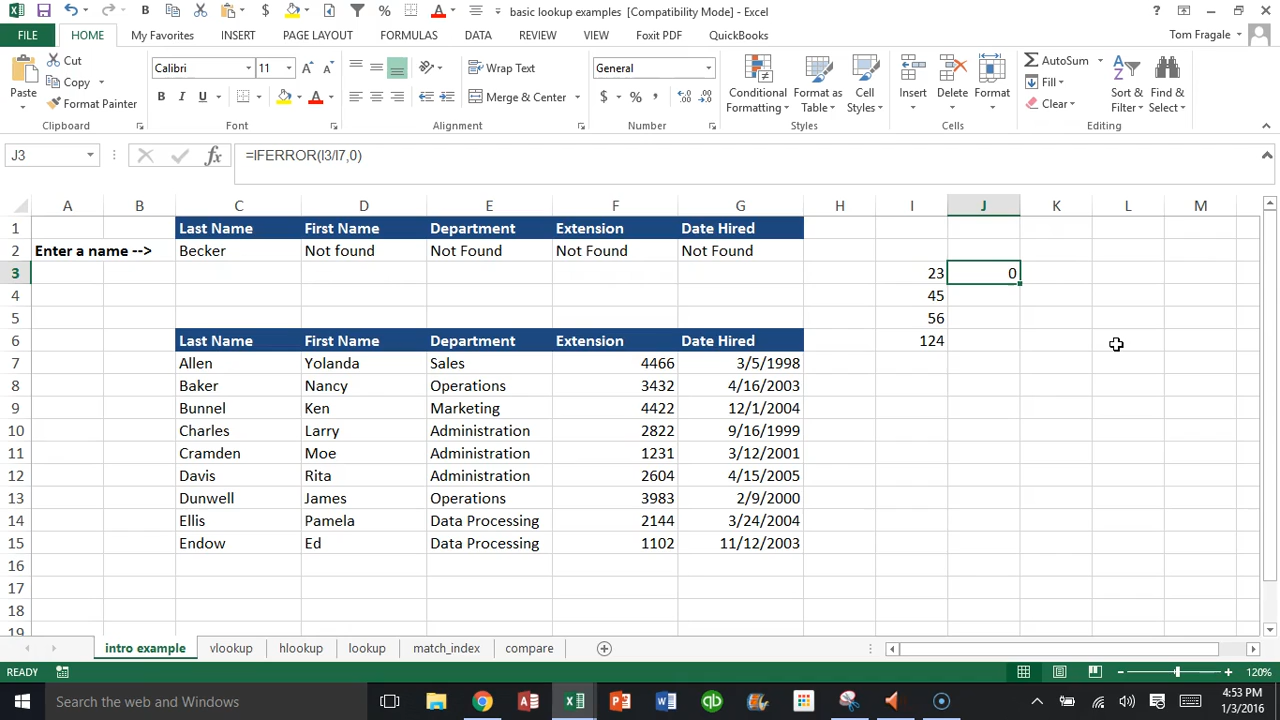 basic lookup examples [Compatibility Mode] - Excel
FILE HOME My Favorites INSERT PAGE LAYOUT FORMULAS DATA REVIEW VIEW Foxit PDF QuickBooks Tom Fragale
Cut Calibri 11 Wrap Text General AutoSum
Copy Fill
Format Painter Merge & Center Clear
Paste Conditional Formatting Format as Table Cell Styles Insert Delete Format Sort & Filter Find & Select
Clipboard Font Alignment Number Styles Cells Editing
J3 =IFERROR(I3/I7,0)
A B C D E F G H I J K L M
1 Last Name First Name Department Extension Date Hired
2 Enter a name --> Becker Not found Not Found Not Found Not Found
3 23 0
4 45
5 56
6 Last Name First Name Department Extension Date Hired 124
7 Allen Yolanda Sales 4466 3/5/1998
8 Baker Nancy Operations 3432 4/16/2003
9 Bunnel Ken Marketing 4422 12/1/2004
10 Charles Larry Administration 2822 9/16/1999
11 Cramden Moe Administration 1231 3/12/2001
12 Davis Rita Administration 2604 4/15/2005
13 Dunwell James Operations 3983 2/9/2000
14 Ellis Pamela Data Processing 2144 3/24/2004
15 Endow Ed Data Processing 1102 11/12/2003
16
17
18
19
intro example vlookup hlookup lookup match_index compare
READY 120%
Search the web and Windows 4:53 PM
1/3/2016